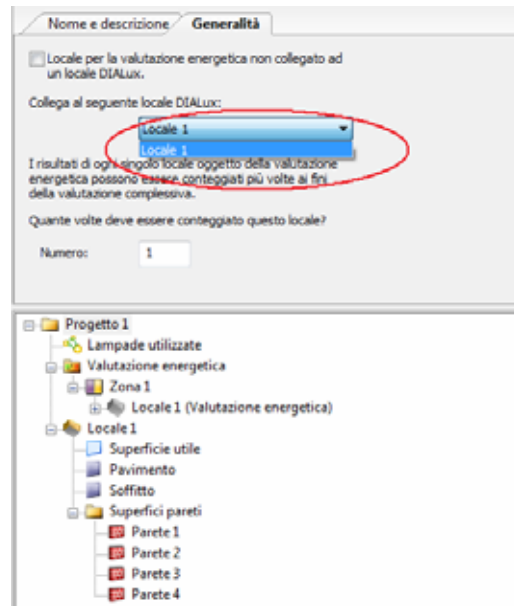 Nome e descrizione Generalità
Locale per la valutazione energetica non collegato ad
un locale DIALux.
Collega al seguente locale DIALux:
Locale 1
Locale 1
I risultati di ogni singolo locale oggetto della valutazione
energetica possono essere conteggiati più volte ai fini
della valutazione complessiva.
Quante volte deve essere conteggiato questo locale?
Numero: 1
Progetto 1
Lampade utilizzate
Valutazione energetica
Zona 1
Locale 1 (Valutazione energetica)
Locale 1
Superficie utile
Pavimento
Soffitto
Superfici pareti
Parete 1
Parete 2
Parete 3
Parete 4